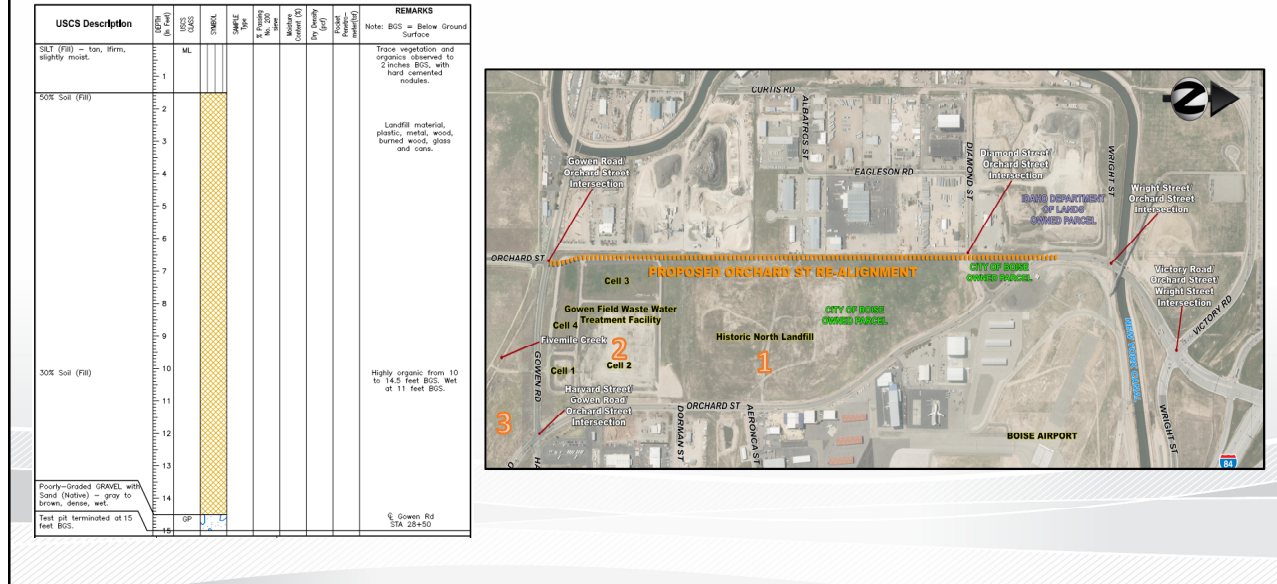 USCS Description
DEPTH
(In Feet)
USCS
CLASS
SYMBOL
SAMPLE
Type
% Passing
No. 200
sieve
Moisture
Content (%)
Dry Density
(pcf)
Pocket
Penetro-
meter(tsf)
REMARKS
Note: BGS = Below Ground
Surface
SILT (Fill) – tan, Ifirm,
slightly moist.
ML
Trace vegetation and
organics observed to
2 inches BGS, with
hard cemented
nodules.
1
50% Soil (Fill)
2
Landfill material,
plastic, metal, wood,
burned wood, glass
and cans.
3
4
5
6
7
8
9
30% Soil (Fill)
10
Highly organic from 10
to 14.5 feet BGS. Wet
at 11 feet BGS.
11
12
13
Poorly-Graded GRAVEL with
Sand (Native) – gray to
brown, dense, wet.
14
Test pit terminated at 15
feet BGS.
GP
15
℄ Gowen Rd
STA 28+50
N
CURTIS RD
ALBATROS ST
EAGLESON RD
DIAMOND ST
WRIGHT ST
Gowen Road/
Orchard Street
Intersection
Diamond Street/
Orchard Street
Intersection
IDAHO DEPARTMENT
OF LANDS
OWNED PARCEL
Wright Street/
Orchard Street
Intersection
ORCHARD ST
PROPOSED ORCHARD ST RE-ALIGNMENT
CITY OF BOISE
OWNED PARCEL
Victory Road/
Orchard Street/
Wright Street
Intersection
VICTORY RD
Cell 3
Gowen Field Waste Water
Treatment Facility
CITY OF BOISE
OWNED PARCEL
Cell 4
Fivemile Creek
2
Cell 2
Cell 1
Historic North Landfill
1
NEW YORK CANAL
GOWEN RD
Harvard Street/
Gowen Road/
Orchard Street
Intersection
3
ORCHARD ST
DORMAN ST
AERONCA ST
BOISE AIRPORT
WRIGHT ST
84